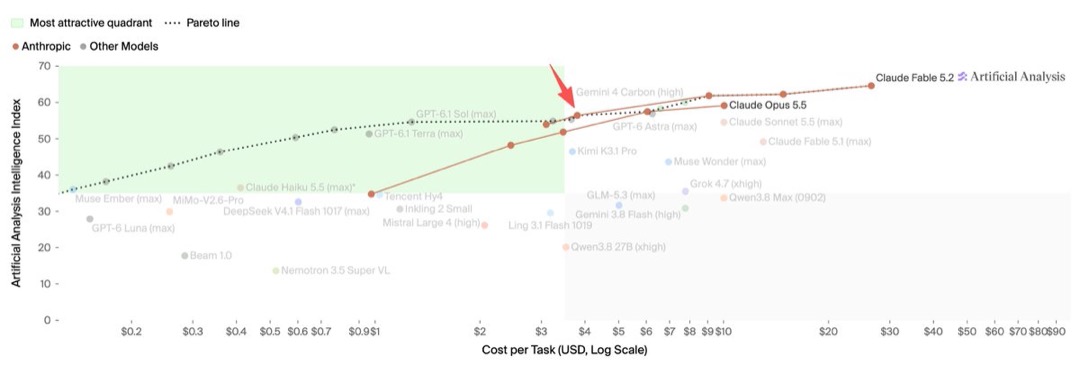 Most attractive quadrant
Pareto line
Anthropic
Other Models
Artificial Analysis Intelligence Index
70
60
50
40
30
20
10
0
Claude Fable 5.2
Artificial Analysis
Gemini 4 Carbon (high)
Claude Opus 5.5
GPT-6.1 Sol (max)
GPT-6 Astra (max)
Claude Sonnet 5.5 (max)
GPT-6.1 Terra (max)
Claude Fable 5.1 (max)
Kimi K3.1 Pro
Muse Wonder (max)
Claude Haiku 5.5 (max)*
Grok 4.7 (xhigh)
Muse Ember (max)
MiMo-V2.6-Pro
Tencent Hy4
GLM-5.3 (max)
Qwen3.8 Max (0902)
DeepSeek V4.1 Flash 1017 (max)
Inkling 2 Small
Gemini 3.8 Flash (high)
GPT-6 Luna (max)
Mistral Large 4 (high)
Ling 3.1 Flash 1019
Beam 1.0
Qwen3.8 27B (xhigh)
Nemotron 3.5 Super VL
$0.2
$0.3
$0.4
$0.5
$0.6
$0.7
$0.9
$1
$2
$3
$4
$5
$6
$7
$8
$9
$10
$20
$30
$40
$50
$60
$70
$80
$90
Cost per Task (USD, Log Scale)